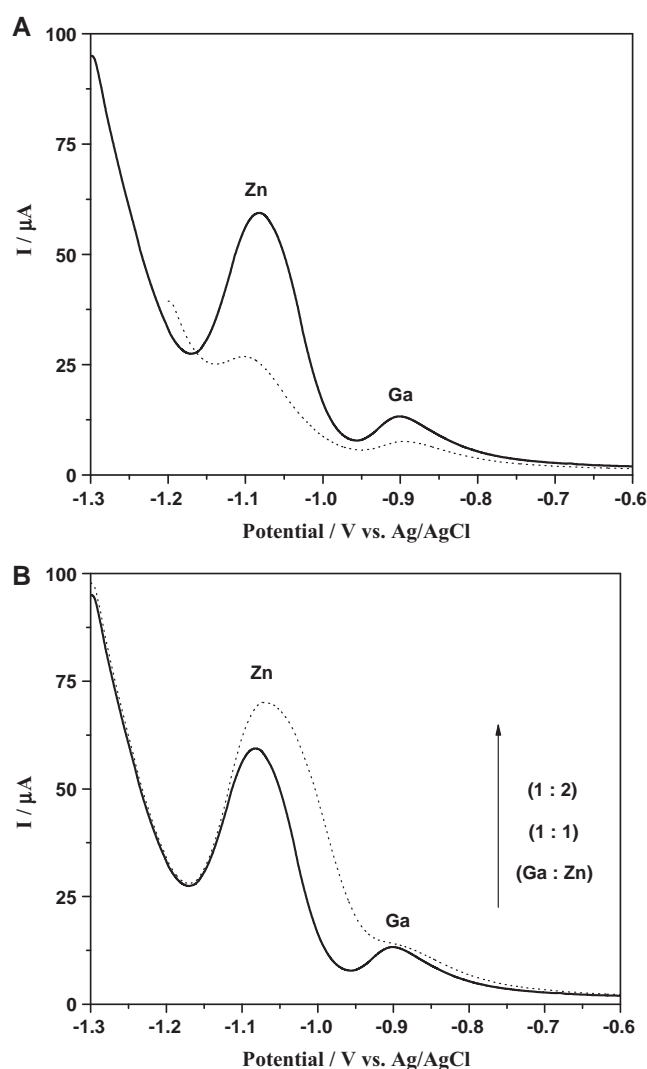 A
100
75
50
25
0
I / µA
Zn
Ga
-1.3 -1.2 -1.1 -1.0 -0.9 -0.8 -0.7 -0.6
Potential / V vs. Ag/AgCl
B
100
75
50
25
0
I / µA
Zn
Ga
(1 : 2)
(1 : 1)
(Ga : Zn)
-1.3 -1.2 -1.1 -1.0 -0.9 -0.8 -0.7 -0.6
Potential / V vs. Ag/AgCl